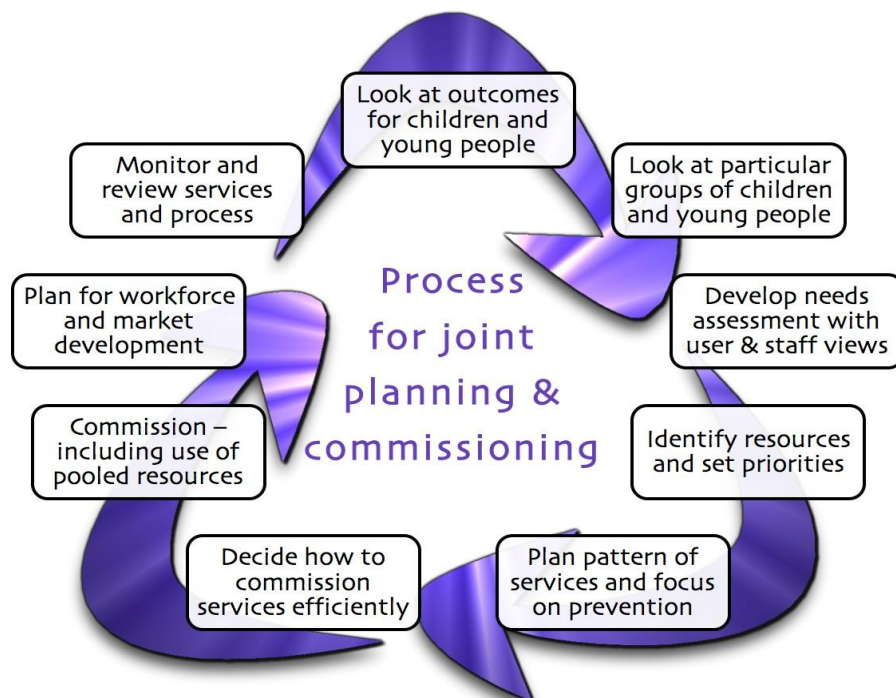 Look at outcomes
for children and
young people
Look at particular
groups of children
and young people
Develop needs
assessment with
user & staff views
Identify resources
and set priorities
Plan pattern of
services and focus
on prevention
Decide how to
commission
services efficiently
Commission –
including use of
pooled resources
Plan for workforce
and market
development
Monitor and
review services
and process
Process
for joint
planning &
commissioning